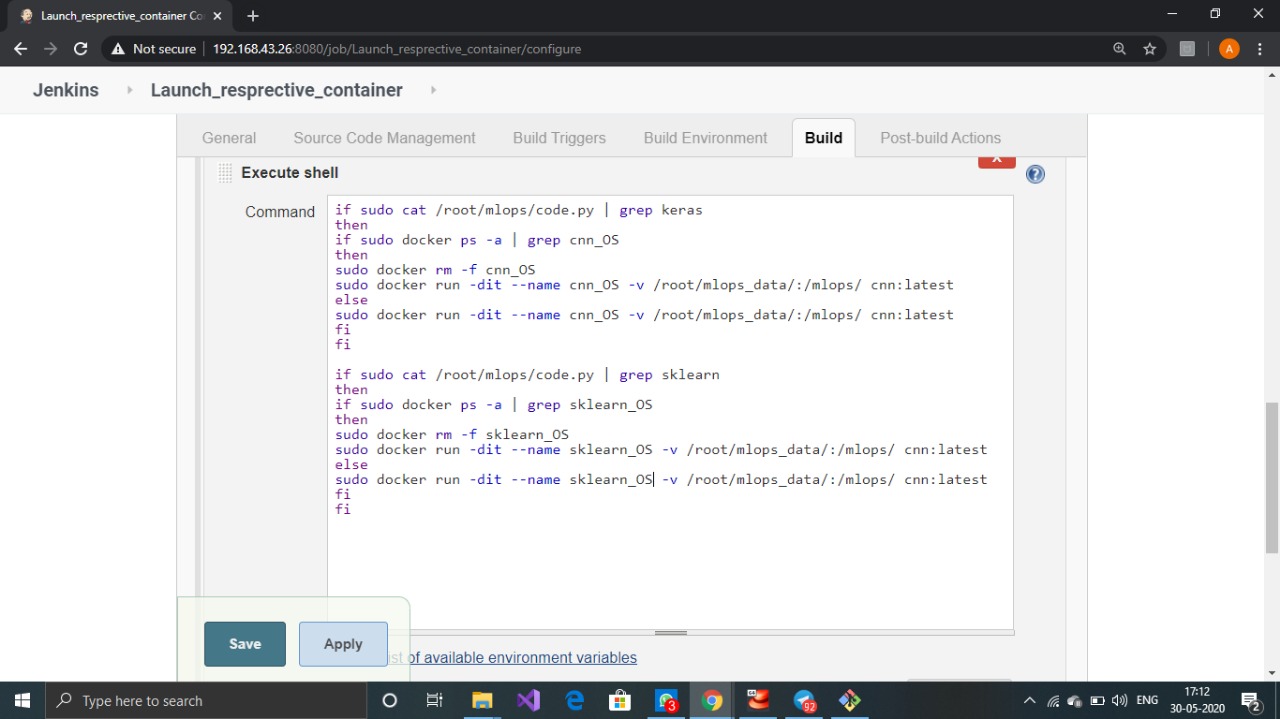 Launch_resprective_container Co
Not secure
192.168.43.26:8080/job/Launch_resprective_container/configure
A
Jenkins
Launch_resprective_container
General
Source Code Management
Build Triggers
Build Environment
Build
Post-build Actions
Execute shell
X
?
Command
if sudo cat /root/mlops/code.py | grep keras
then
if sudo docker ps -a | grep cnn_OS
then
sudo docker rm -f cnn_OS
sudo docker run -dit --name cnn_OS -v /root/mlops_data/:/mlops/ cnn:latest
else
sudo docker run -dit --name cnn_OS -v /root/mlops_data/:/mlops/ cnn:latest
fi
fi
if sudo cat /root/mlops/code.py | grep sklearn
then
if sudo docker ps -a | grep sklearn_OS
then
sudo docker rm -f sklearn_OS
sudo docker run -dit --name sklearn_OS -v /root/mlops_data/:/mlops/ cnn:latest
else
sudo docker run -dit --name sklearn_OS -v /root/mlops_data/:/mlops/ cnn:latest
fi
fi
Save
Apply
of available environment variables
Type here to search
3
92
ENG
17:12
30-05-2020
2